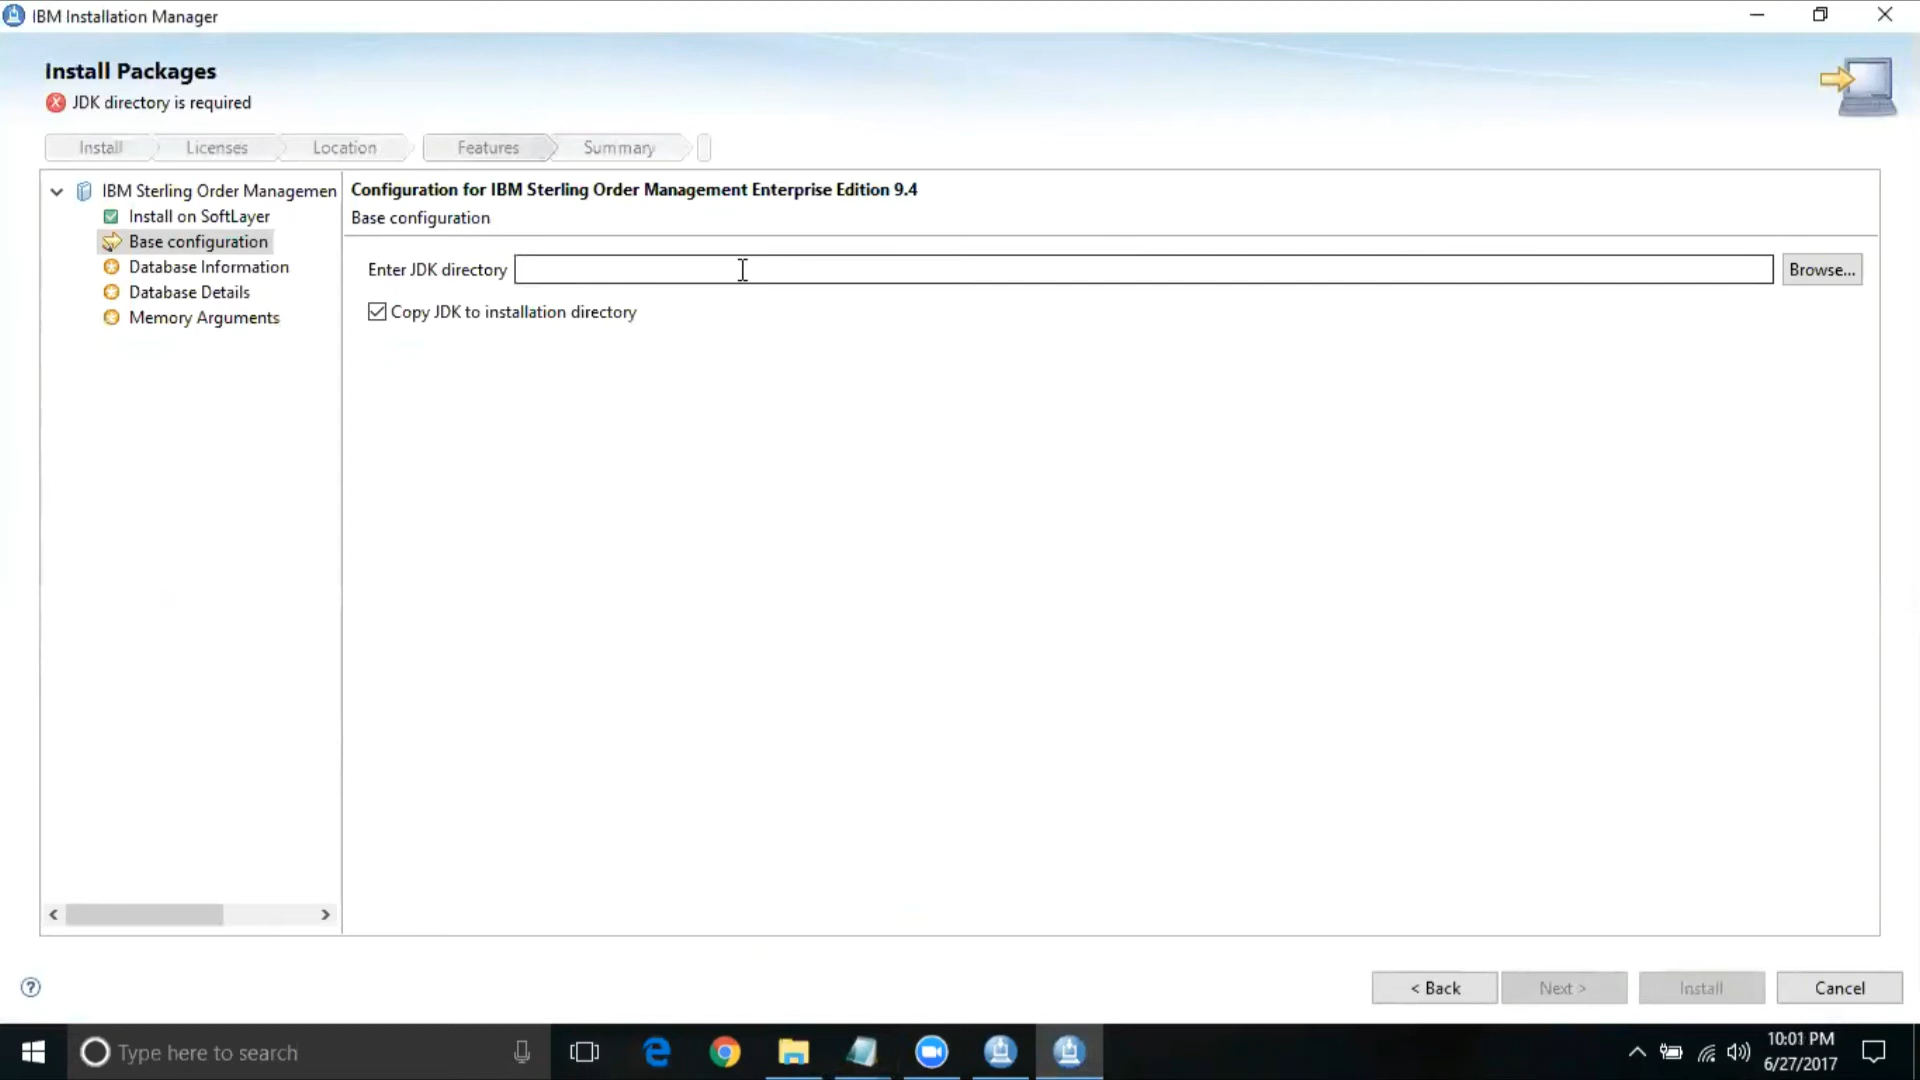 IBM Installation Manager
Install Packages
JDK directory is required
Install
Licenses
Location
Features
Summary
IBM Sterling Order Managemen
Install on SoftLayer
Base configuration
Database Information
Database Details
Memory Arguments
Configuration for IBM Sterling Order Management Enterprise Edition 9.4
Base configuration
Enter JDK directory
Browse...
Copy JDK to installation directory
< Back
Next >
Install
Cancel
Type here to search
10:01 PM
6/27/2017